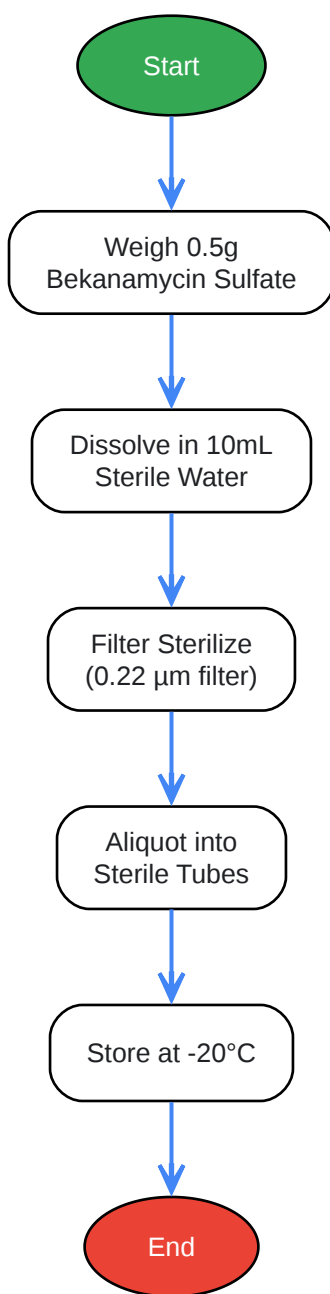 Start
Weigh 0.5g
Bekanamycin Sulfate
Dissolve in 10mL
Sterile Water
Filter Sterilize
(0.22 µm filter)
Aliquot into
Sterile Tubes
Store at -20°C
End